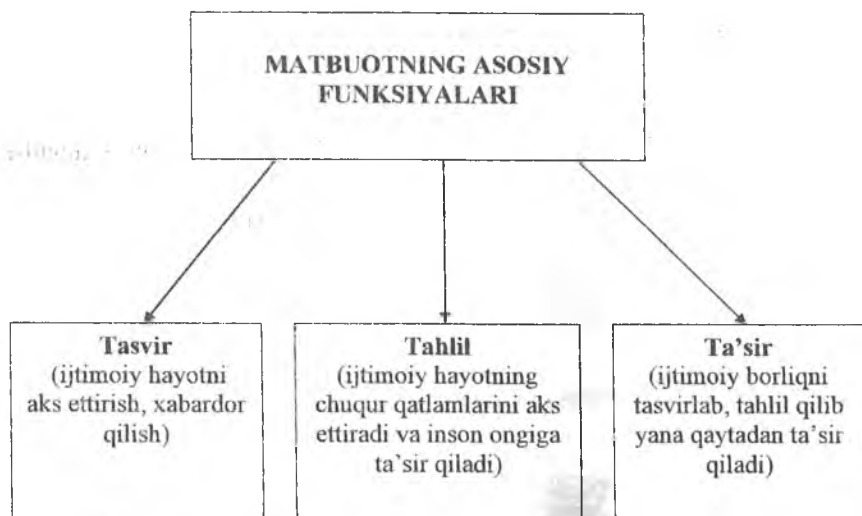 MATBUOTNING ASOSIY
FUNKSIYALARI
Tasvir
(ijtimoiy hayotni
aks ettirish, xabardor
qilish)
Tahlil
(ijtimoiy hayotning
chuqur qatlamlarini aks
ettiradi va inson ongiga
ta’sir qiladi)
Ta’sir
(ijtimoiy borliqni
tasvirlab, tahlil qilib
yana qaytadan ta’sir
qiladi)